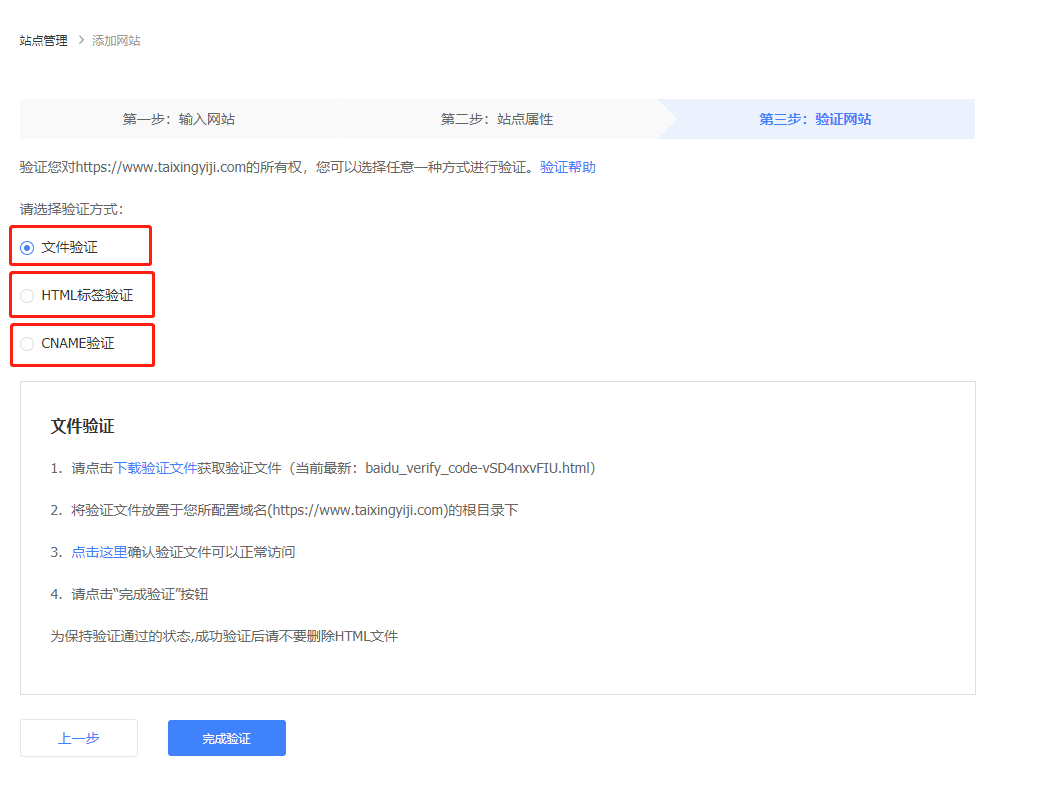 站点管理 > 添加网站
第一步：输入网站 第二步：站点属性 第三步：验证网站
验证您对https://www.taixingyiji.com的所有权，您可以选择任意一种方式进行验证。验证帮助
请选择验证方式：
文件验证
HTML标签验证
CNAME验证
文件验证
1. 请点击下载验证文件获取验证文件（当前最新：baidu_verify_code-vSD4nxvFIU.html）
2. 将验证文件放置于您所配置域名(https://www.taixingyiji.com)的根目录下
3. 点击这里确认验证文件可以正常访问
4. 请点击“完成验证”按钮
为保持验证通过的状态,成功验证后请不要删除HTML文件
上一步 完成验证